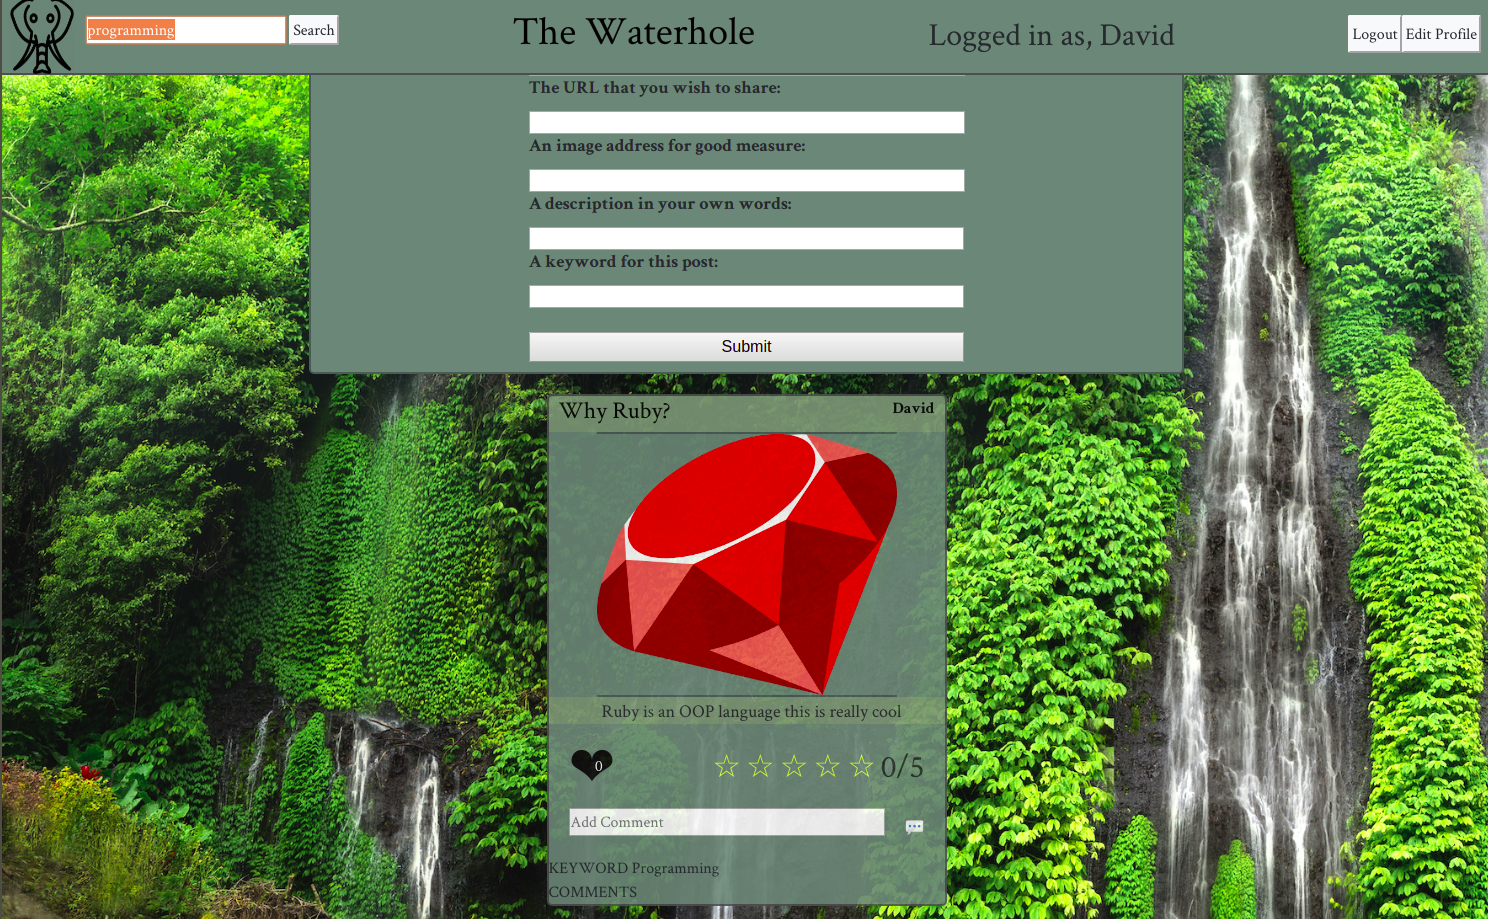 programming
Search
The Waterhole
Logged in as, David
Logout
Edit Profile
The URL that you wish to share:
An image address for good measure:
A description in your own words:
A keyword for this post:
Submit
Why Ruby?
David
Ruby is an OOP language this is really cool
0
0/5
Add Comment
KEYWORD Programming
COMMENTS